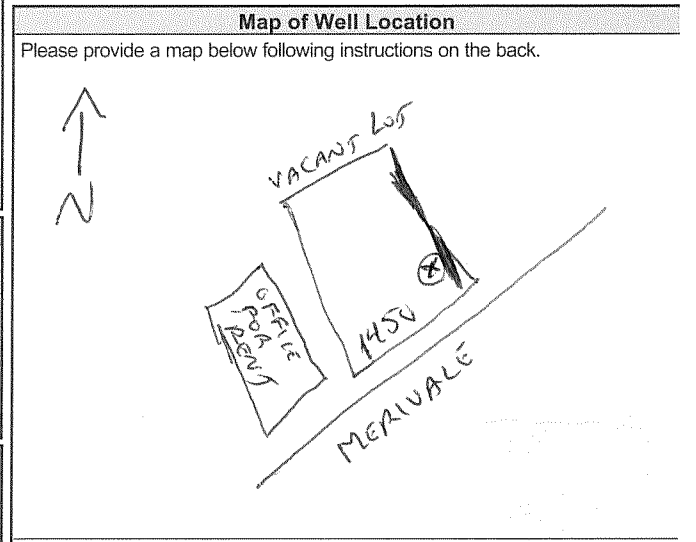 Map of Well Location
Please provide a map below following instructions on the back.
N
VACANT LOT
OFFICE
FOR
RENT
1450
MERIVALE